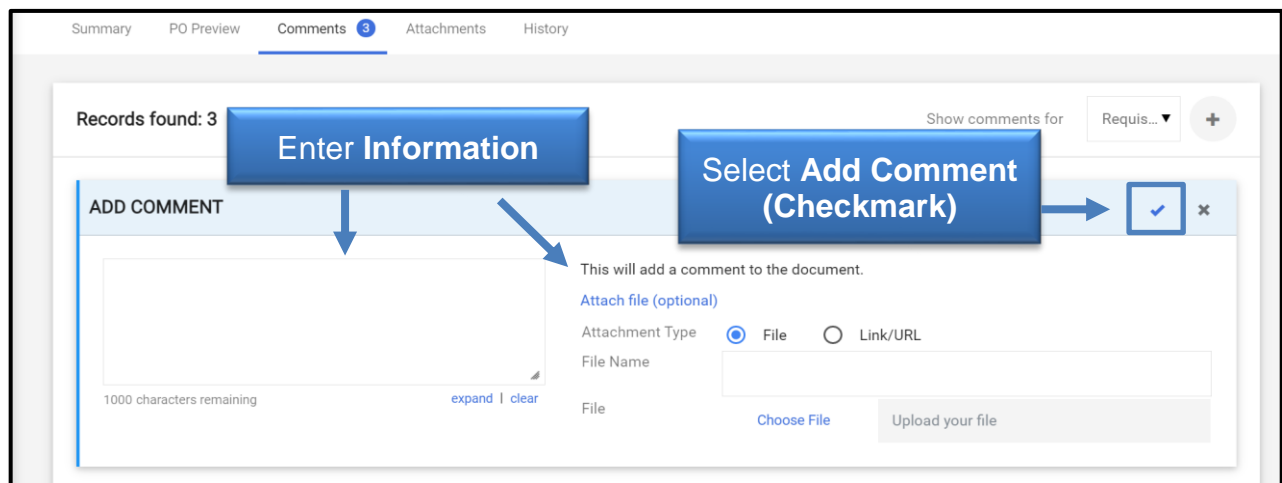 Summary PO Preview Comments 3 Attachments History
Records found: 3
Enter Information
Show comments for Requis... +
Select Add Comment
(Checkmark)
ADD COMMENT
This will add a comment to the document.
Attach file (optional)
Attachment Type File Link/URL
File Name
1000 characters remaining expand | clear
File Choose File Upload your file